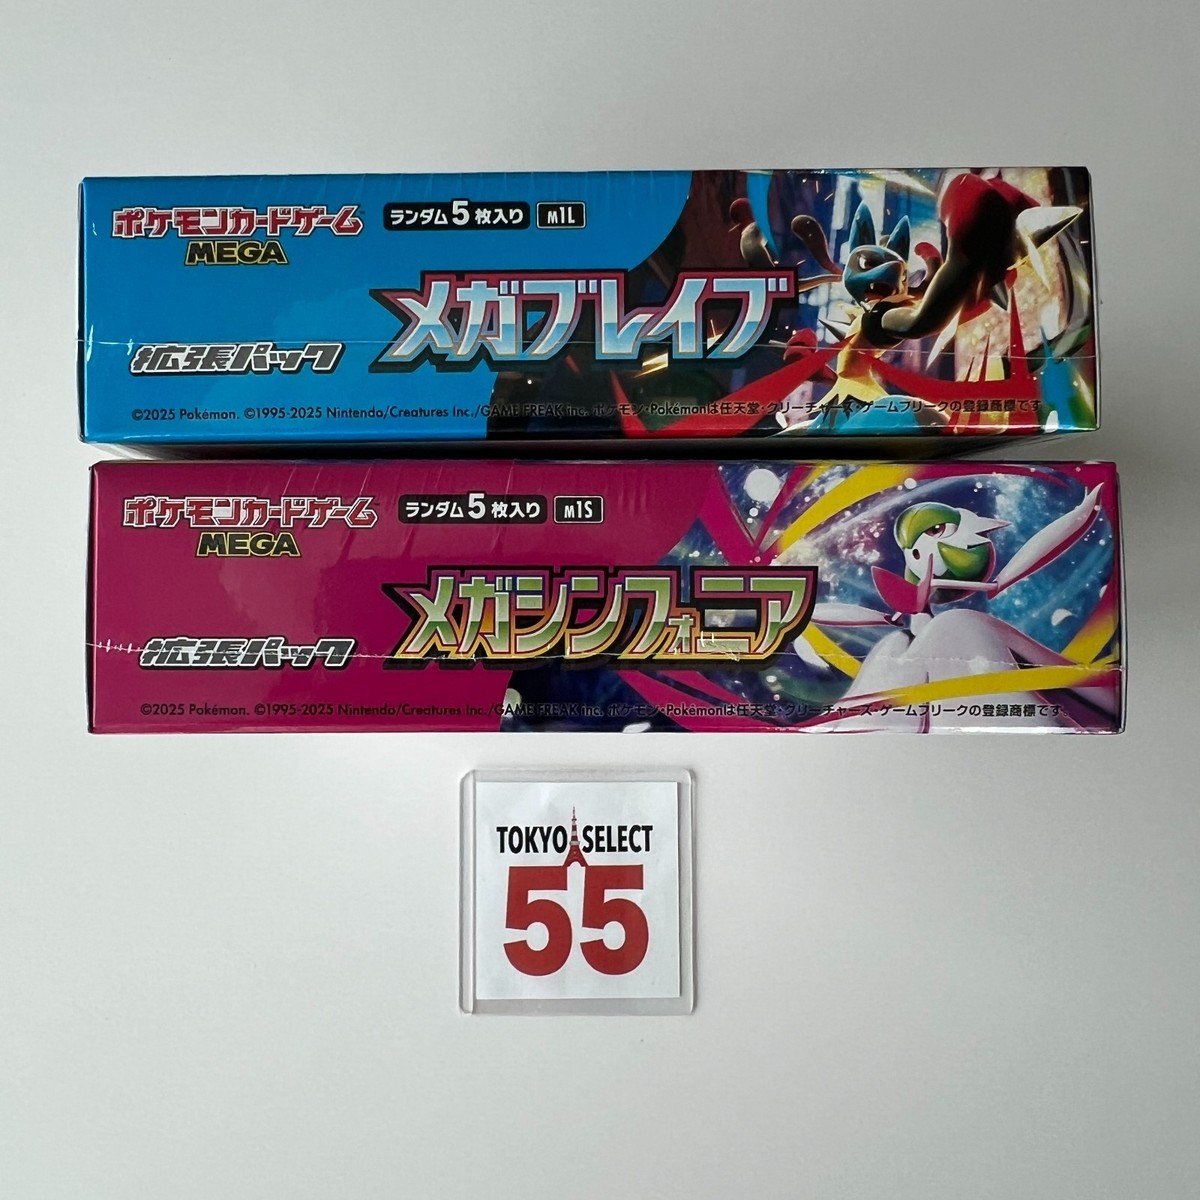 ポケモンカードゲーム
MEGA
ランダム5枚入り m1L
メガブレイブ
拡張パック
©2025 Pokémon. ©1995-2025 Nintendo/Creatures Inc./GAME FREAK inc. ポケモン・Pokémonは任天堂・クリーチャーズ・ゲームフリークの登録商標です。
ポケモンカードゲーム
MEGA
ランダム5枚入り m1S
メガシンフォニア
拡張パック
©2025 Pokémon. ©1995-2025 Nintendo/Creatures Inc./GAME FREAK inc. ポケモン・Pokémonは任天堂・クリーチャーズ・ゲームフリークの登録商標です。
TOKYO SELECT
55